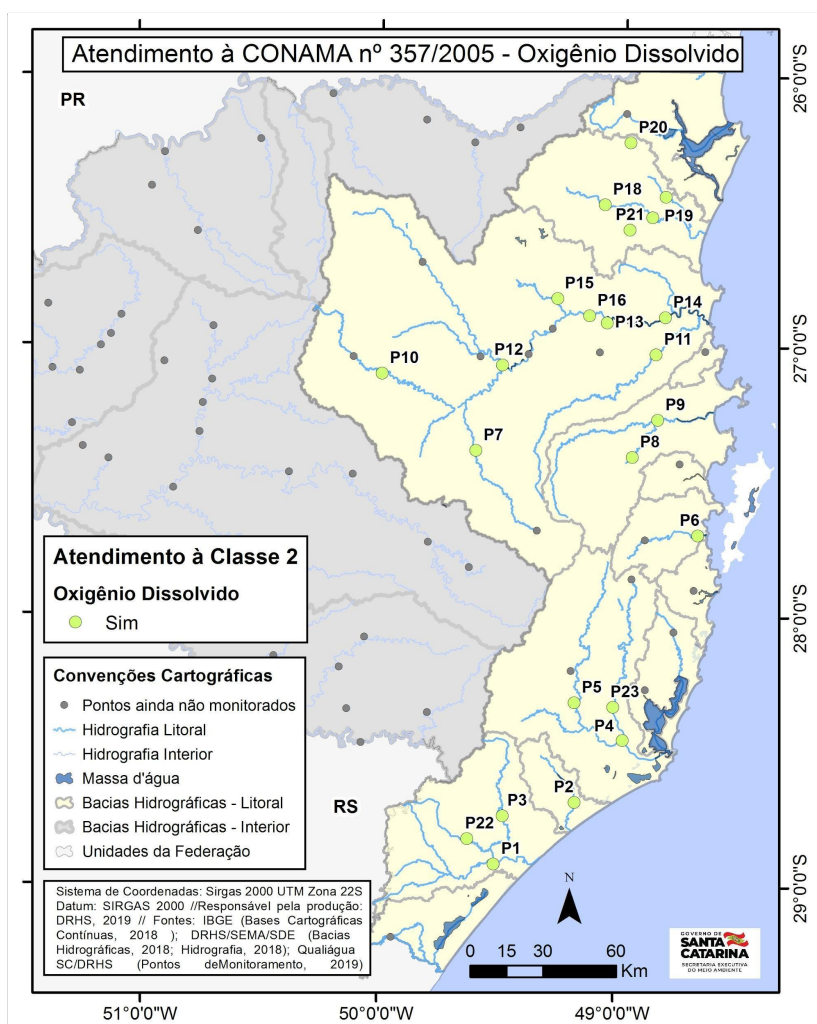 Atendimento à CONAMA nº 357/2005 - Oxigênio Dissolvido
PR
26°0'0"S
P20
P18
P21
P19
P15
P16
P13
P14
27°0'0"S
P12
P11
P10
P9
P7
P8
P6
Atendimento à Classe 2
Oxigênio Dissolvido
Sim
28°0'0"S
Convenções Cartográficas
Pontos ainda não monitorados
Hidrografia Litoral
Hidrografia Interior
Massa d'água
Bacias Hidrográficas - Litoral
Bacias Hidrográficas - Interior
Unidades da Federação
P5
P23
P4
RS
P3
P2
P22
P1
29°0'0"S
Sistema de Coordenadas: Sirgas 2000 UTM Zona 22S
Datum: SIRGAS 2000 //Responsável pela produção:
DRHS, 2019 // Fontes: IBGE (Bases Cartográficas
Contínuas, 2018 ); DRHS/SEMA/SDE (Bacias
Hidrográficas, 2018; Hidrografia, 2018); Qualiágua
SC/DRHS (Pontos deMonitoramento, 2019)
N
0 15 30 60
Km
GOVERNO DE
SANTA
CATARINA
SECRETARIA EXECUTIVA
DO MEIO AMBIENTE
51°0'0"W
50°0'0"W
49°0'0"W